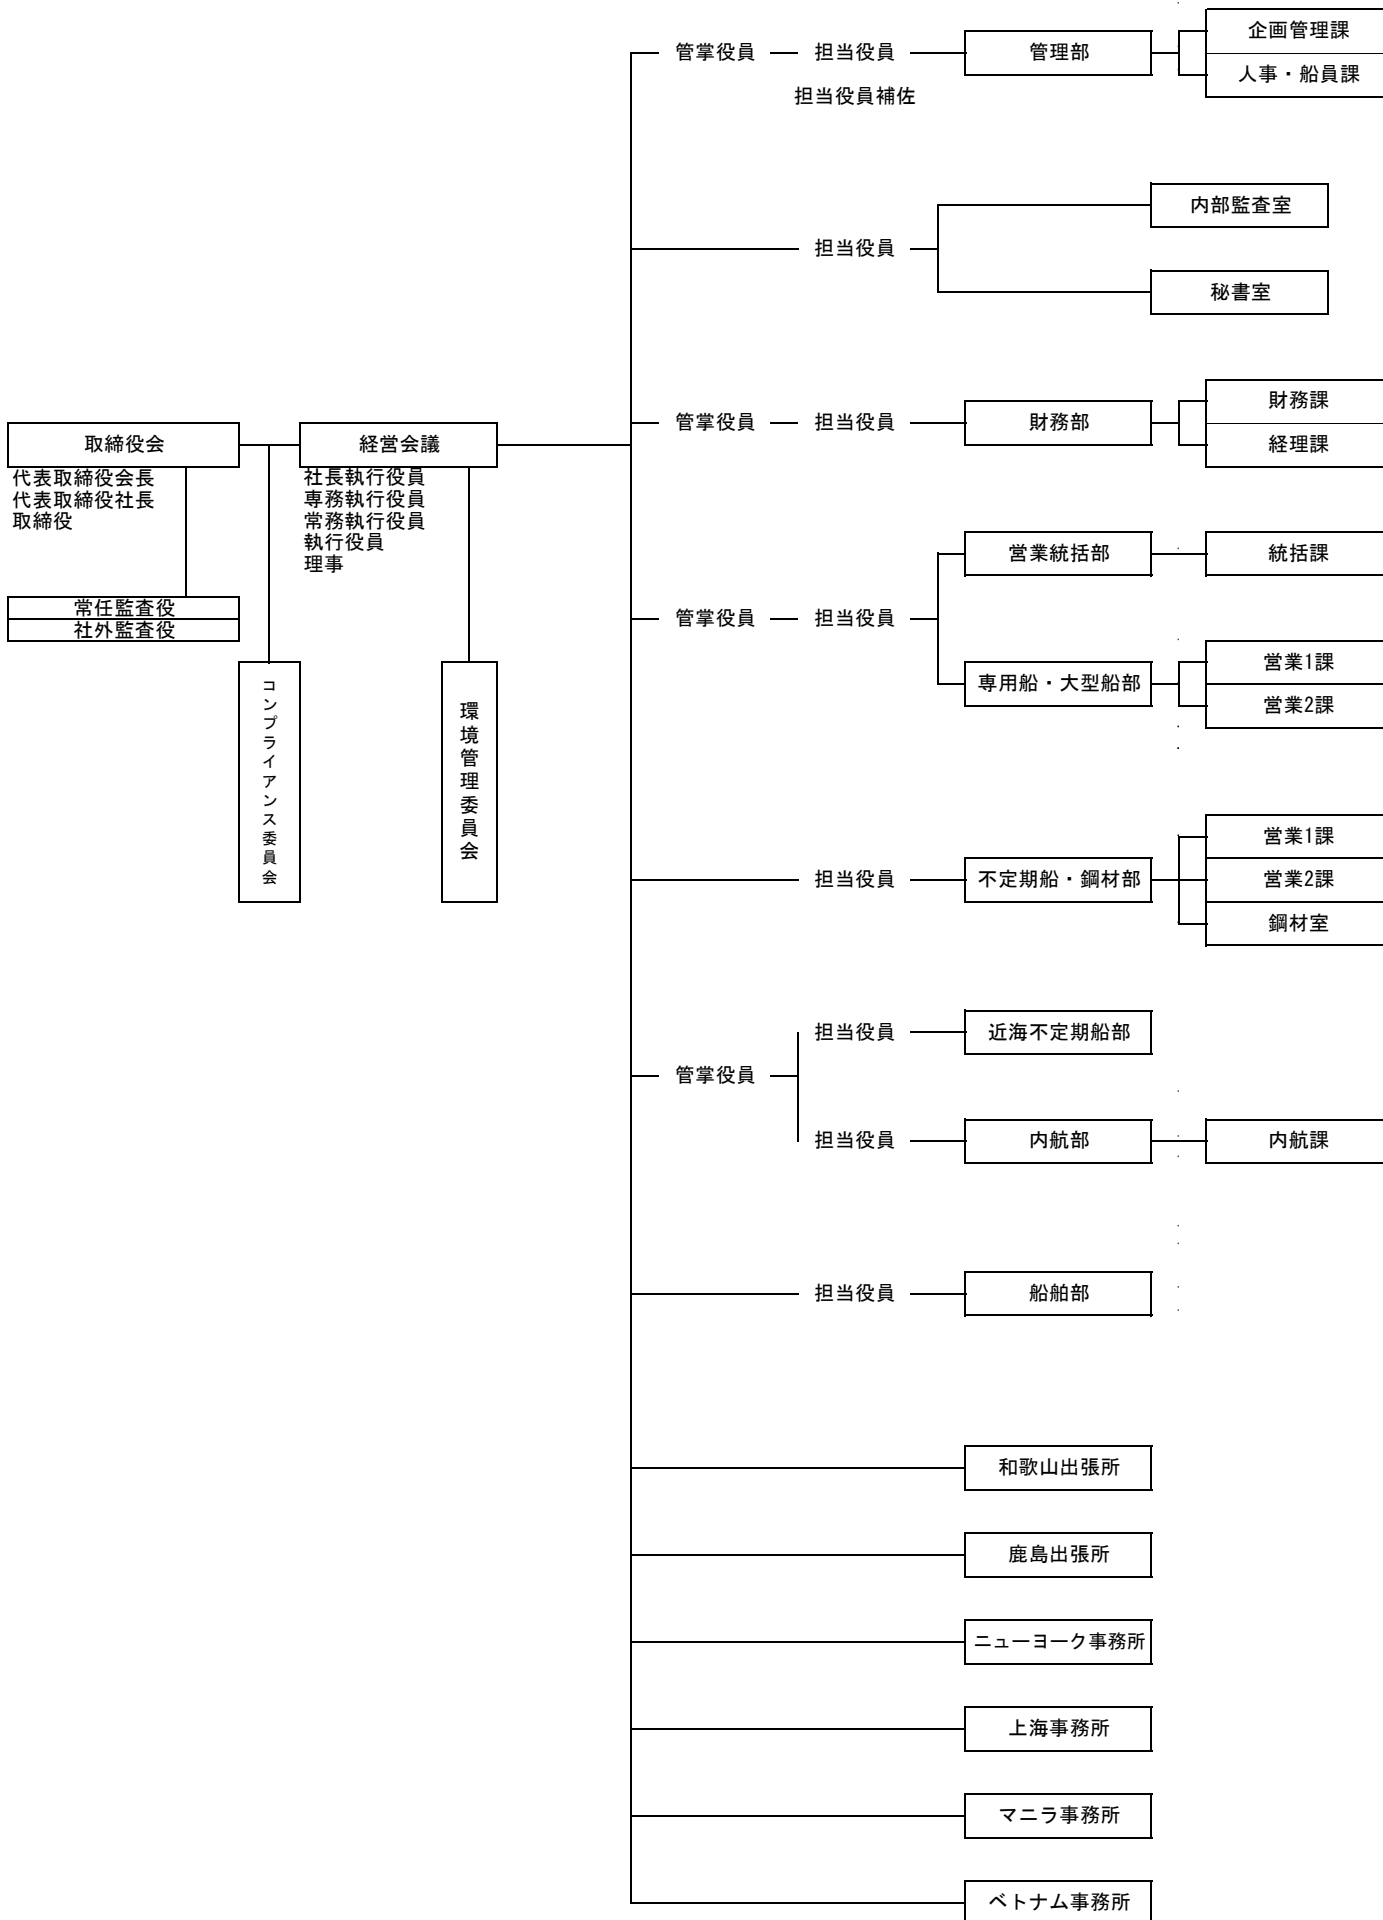 管掌役員
担当役員
管理部
企画管理課
人事・船員課
担当役員補佐
担当役員
内部監査室
秘書室
管掌役員
担当役員
財務部
財務課
経理課
取締役会
代表取締役会長
代表取締役社長
取締役
常任監査役
社外監査役
経営会議
社長執行役員
専務執行役員
常務執行役員
執行役員
理事
コンプライアンス委員会
環境管理委員会
管掌役員
担当役員
営業統括部
統括課
専用船・大型船部
営業1課
営業2課
担当役員
不定期船・鋼材部
営業1課
営業2課
鋼材室
管掌役員
担当役員
近海不定期船部
担当役員
内航部
内航課
担当役員
船舶部
和歌山出張所
鹿島出張所
ニューヨーク事務所
上海事務所
マニラ事務所
ベトナム事務所